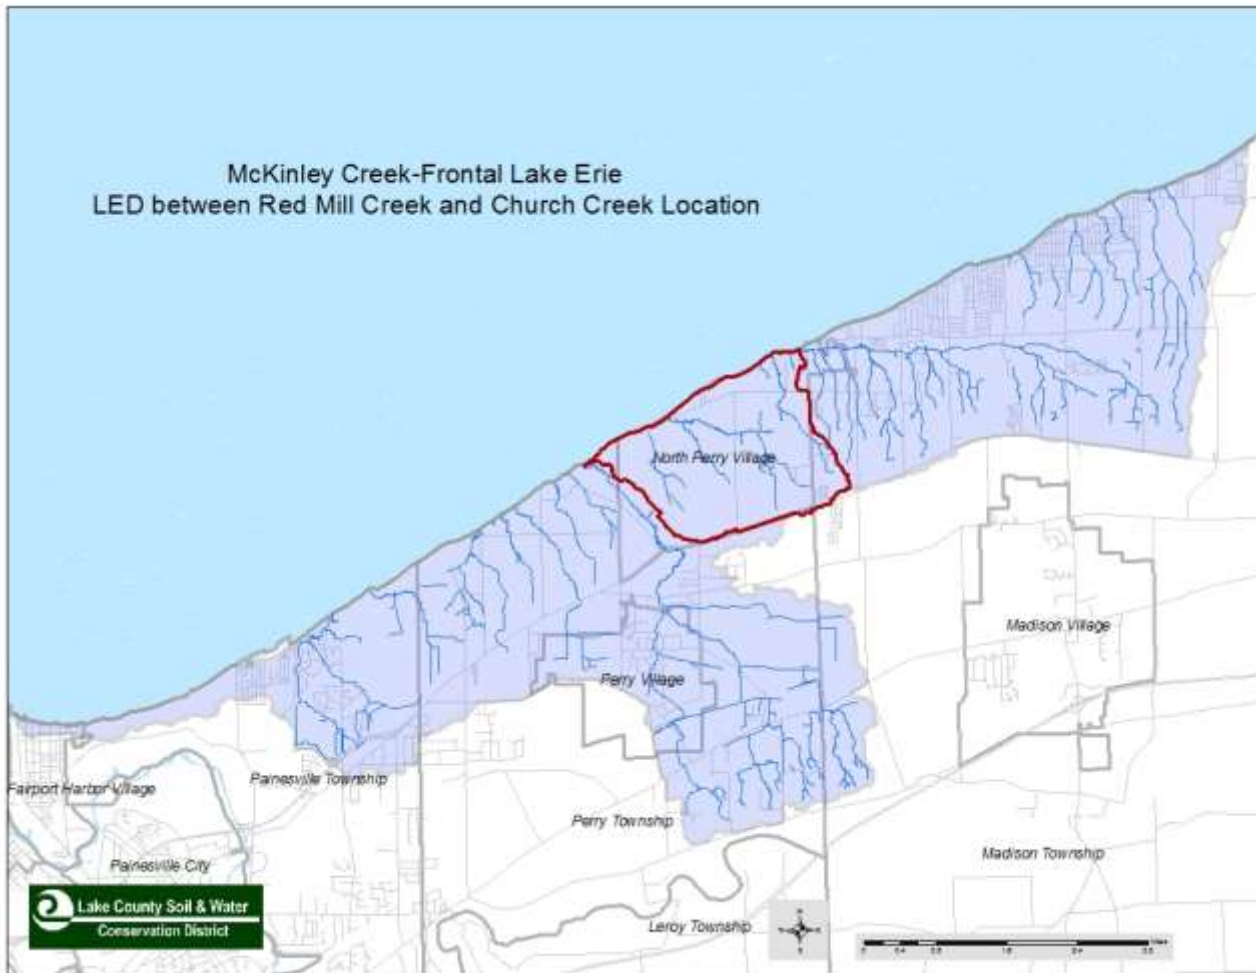 McKinley Creek-Frontal Lake Erie
LED between Red Mill Creek and Church Creek Location
North Perry Village
Madison Village
Perry Village
Painesville Township
Fairport Harbor Village
Perry Township
Painesville City
Madison Township
Leroy Township
Lake County Soil & Water
Conservation District